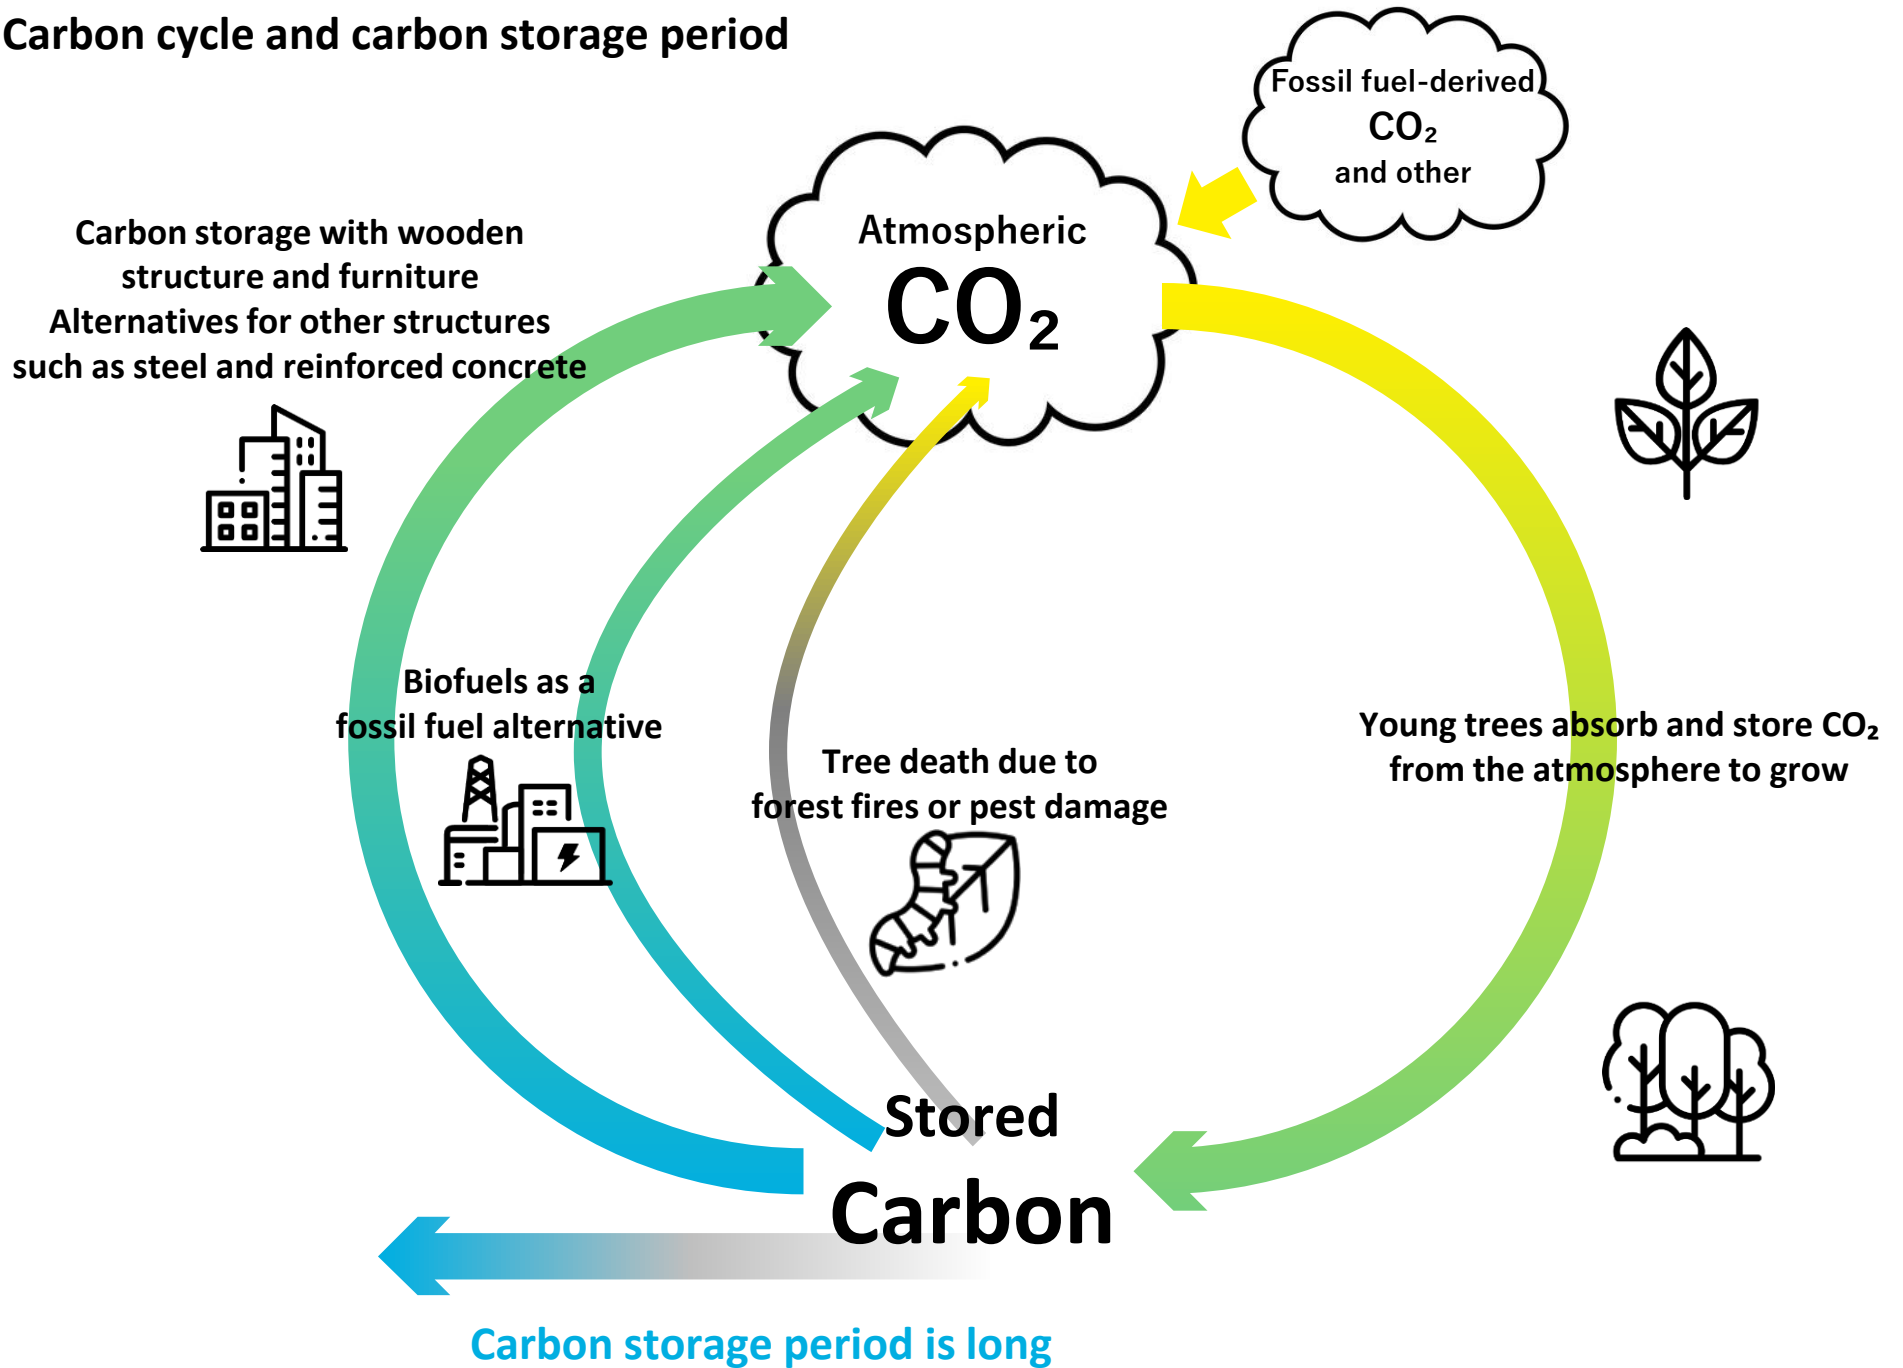 Carbon cycle and carbon storage period
Fossil fuel-derived
CO₂
and other
Atmospheric
CO₂
Carbon storage with wooden
structure and furniture
Alternatives for other structures
such as steel and reinforced concrete
Biofuels as a
fossil fuel alternative
Tree death due to
forest fires or pest damage
Young trees absorb and store CO₂
from the atmosphere to grow
Stored
Carbon
Carbon storage period is long